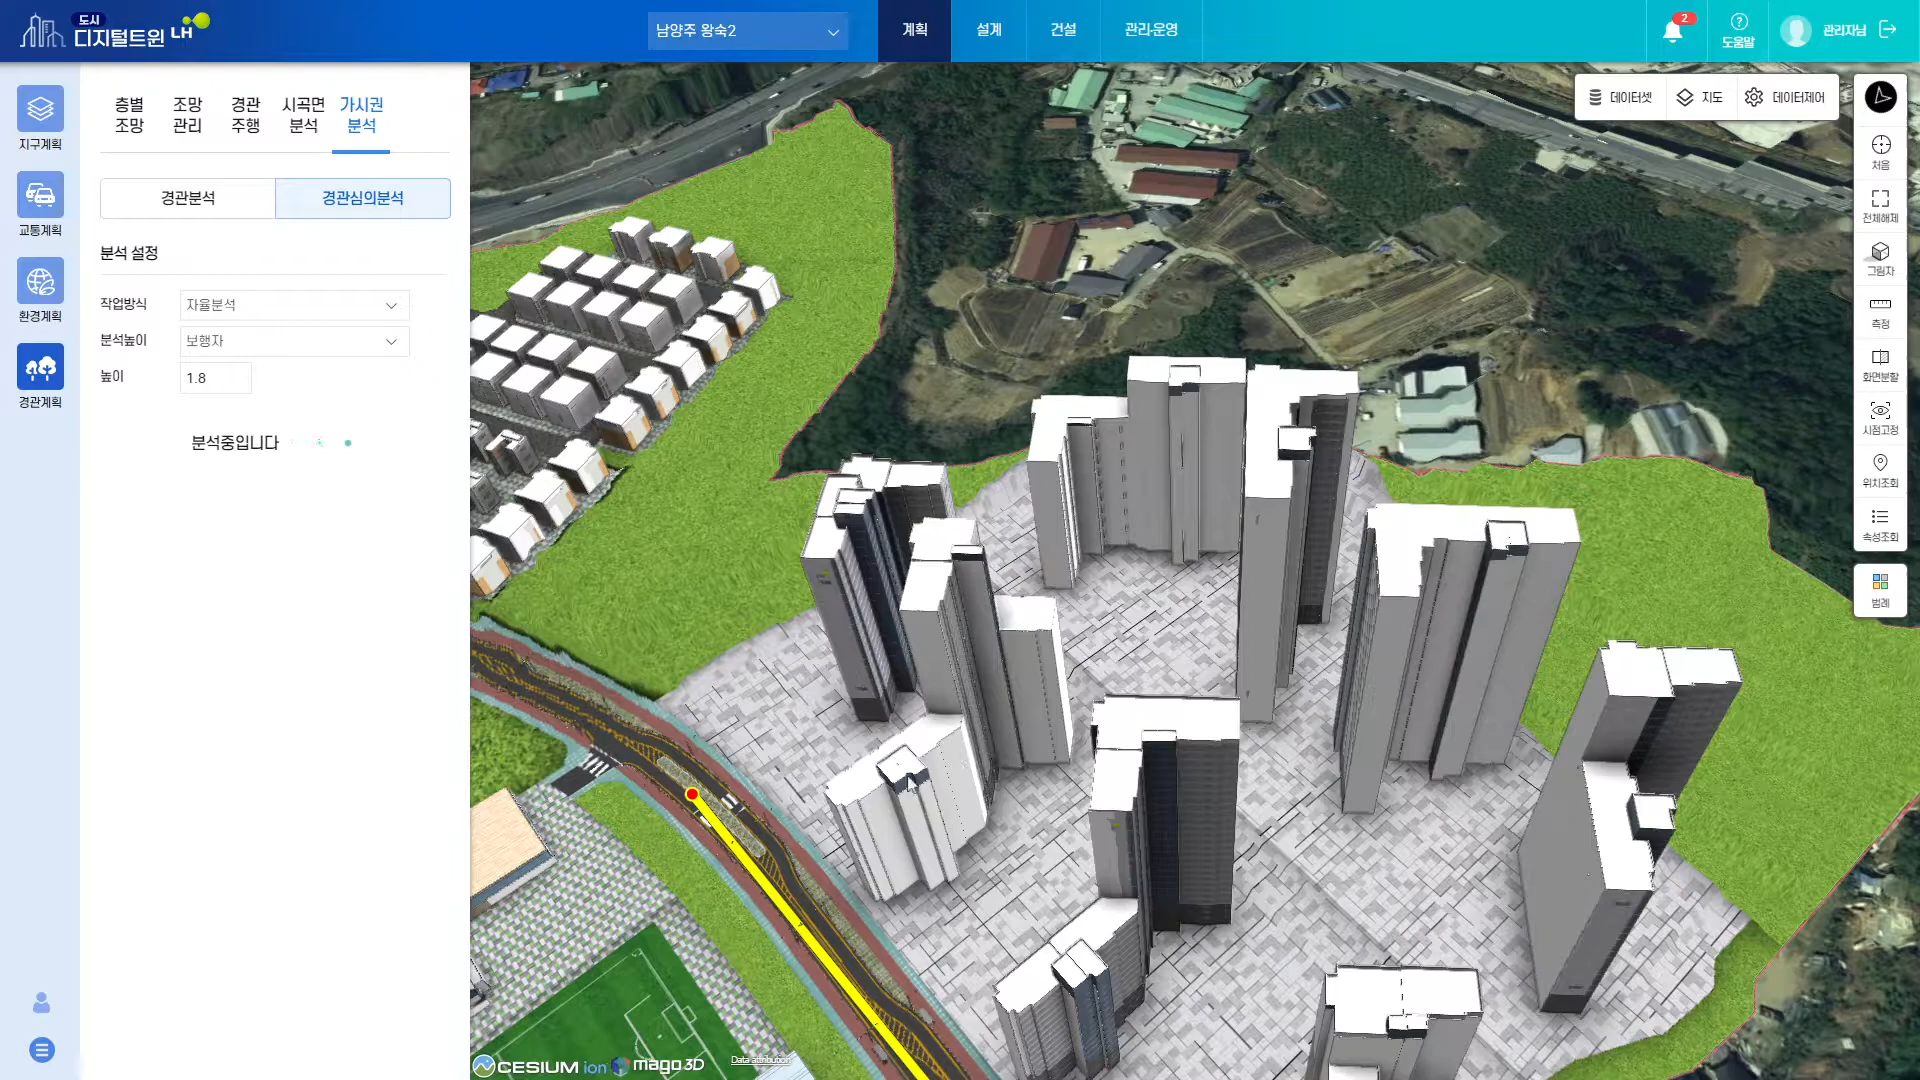 도시
디지털트윈 LH
남양주 왕숙2
계획
설계
건설
관리·운영
2
도움말
관리자님
지구계획
교통계획
환경계획
경관계획
층별
조망
조망
관리
경관
주행
시곡면
분석
가시권
분석
경관분석
경관심의분석
분석 설정
작업방식
자율분석
분석높이
보행자
높이
1.8
분석중입니다
데이터셋
지도
데이터제어
처음
전체해제
그림자
측정
화면분할
시점고정
위치조회
속성조회
범례
CESIUM ion
mago3D
Data attribution